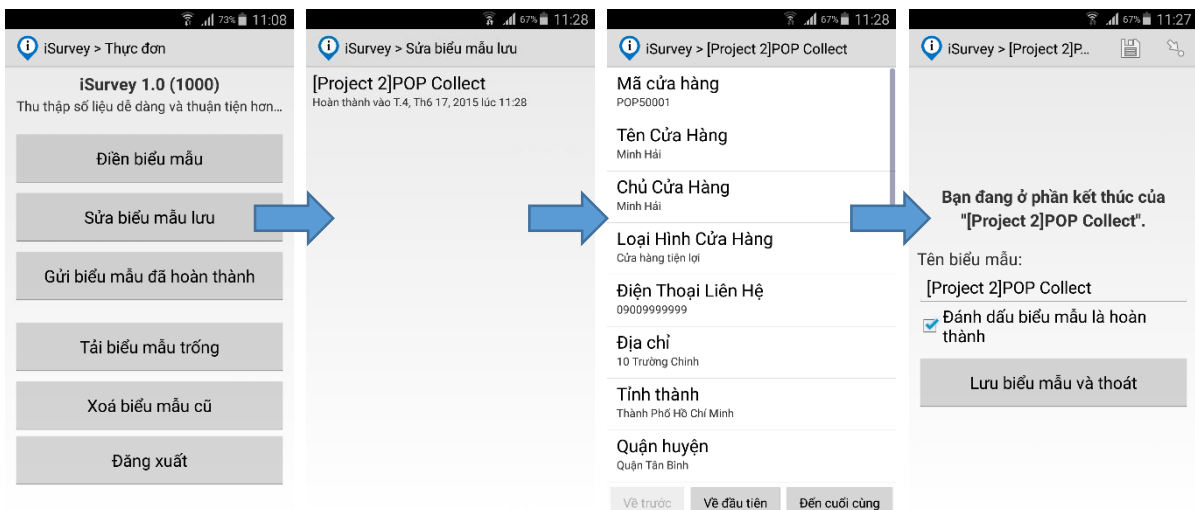 73% 11:08
iSurvey > Thực đơn
iSurvey 1.0 (1000)
Thu thập số liệu dễ dàng và thuận tiện hơn...
Điền biểu mẫu
Sửa biểu mẫu lưu
Gửi biểu mẫu đã hoàn thành
Tải biểu mẫu trống
Xoá biểu mẫu cũ
Đăng xuất
67% 11:28
iSurvey > Sửa biểu mẫu lưu
[Project 2]POP Collect
Hoàn thành vào T.4, Th6 17, 2015 lúc 11:28
67% 11:28
iSurvey > [Project 2]POP Collect
Mã cửa hàng
POP50001
Tên Cửa Hàng
Minh Hải
Chủ Cửa Hàng
Minh Hải
Loại Hình Cửa Hàng
Cửa hàng tiện lợi
Điện Thoại Liên Hệ
09009999999
Địa chỉ
10 Trường Chinh
Tỉnh thành
Thành Phố Hồ Chí Minh
Quận huyện
Quận Tân Bình
Về trước Về đầu tiên Đến cuối cùng
67% 11:27
iSurvey > [Project 2]P...
Bạn đang ở phần kết thúc của
"[Project 2]POP Collect".
Tên biểu mẫu:
[Project 2]POP Collect
Đánh dấu biểu mẫu là hoàn
thành
Lưu biểu mẫu và thoát